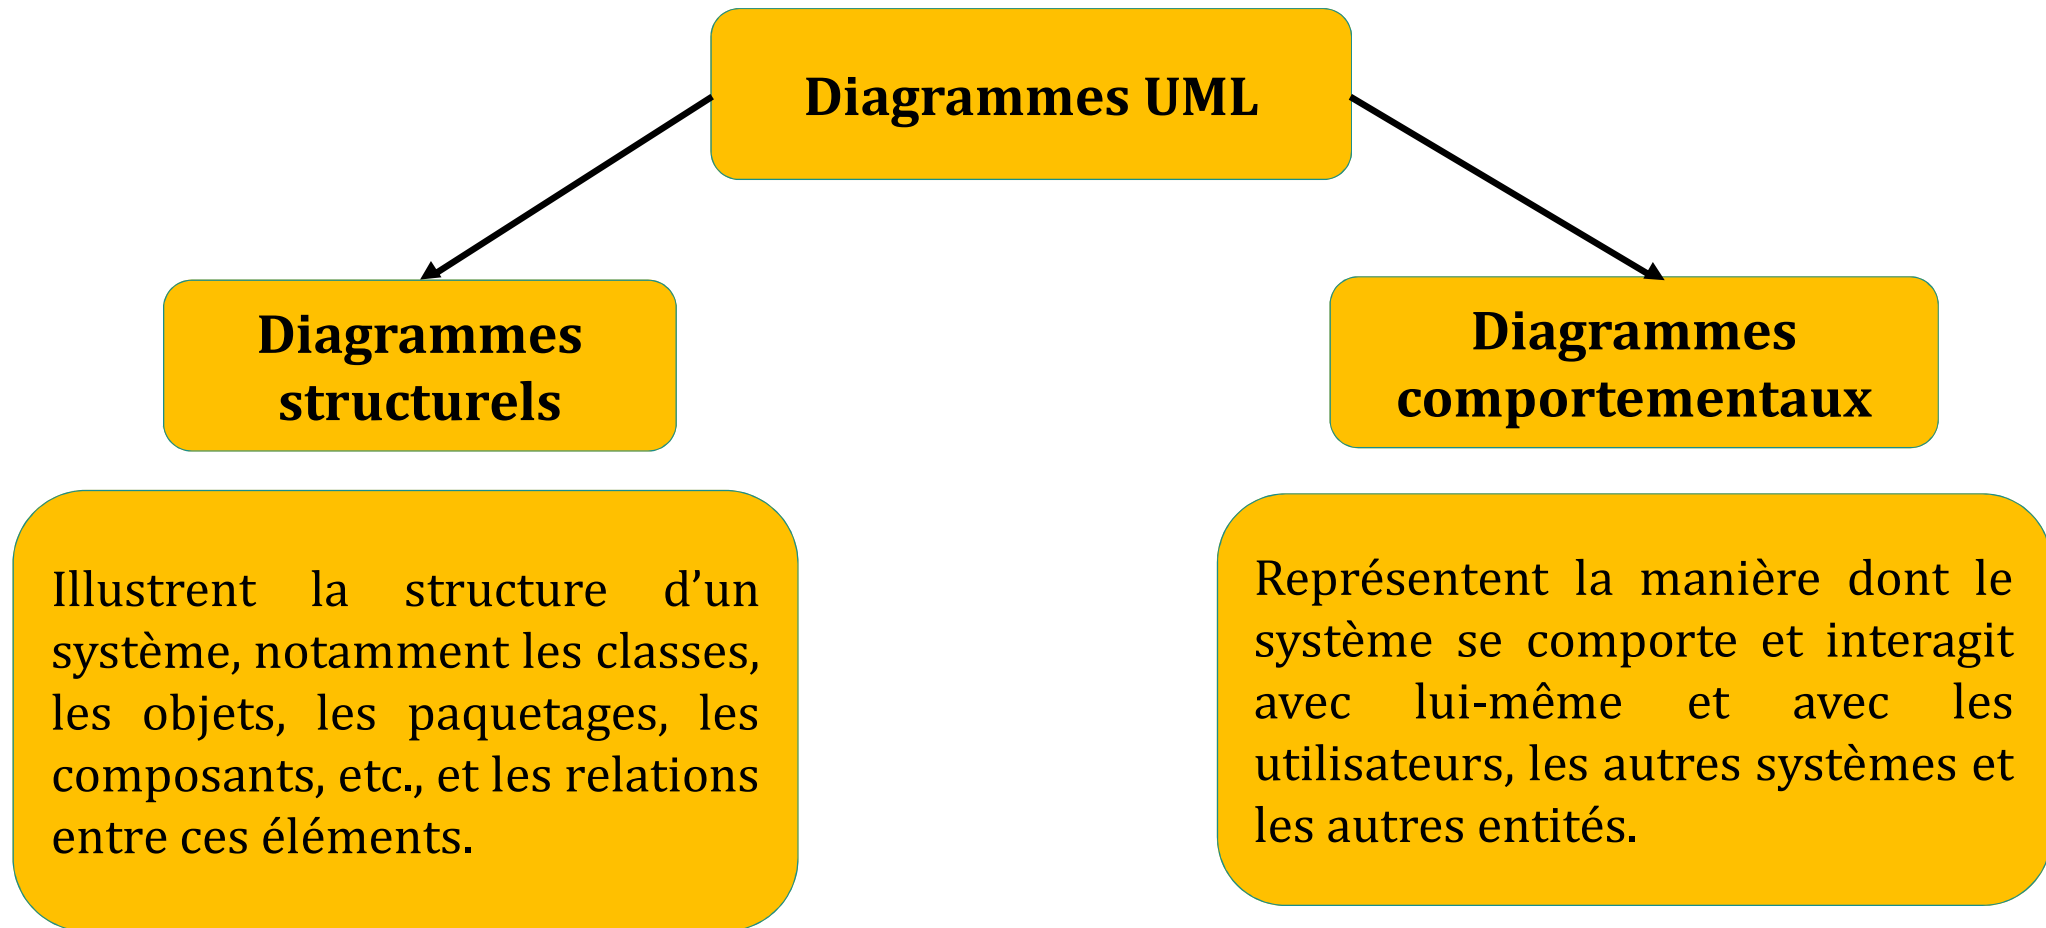 Diagrammes UML
Diagrammes
structurels
Diagrammes
comportementaux
Illustrent la structure d’un
système, notamment les classes,
les objets, les paquetages, les
composants, etc., et les relations
entre ces éléments.
Représentent la manière dont le
système se comporte et interagit
avec lui-même et avec les
utilisateurs, les autres systèmes et
les autres entités.